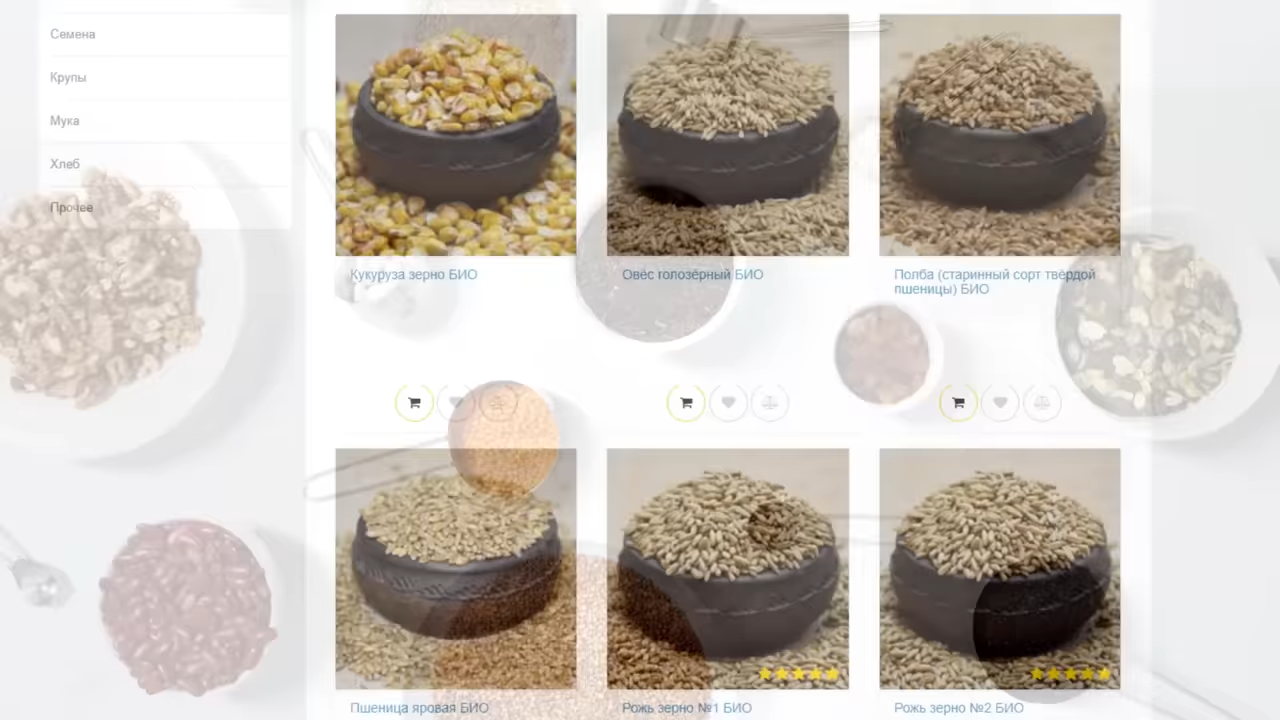 Семена
Крупы
Мука
Хлеб
Прочее
Кукуруза зерно БИО
Овёс голозёрный БИО
Полба (старинный сорт твёрдой
пшеницы) БИО
Пшеница яровая БИО
Рожь зерно №1 БИО
Рожь зерно №2 БИО